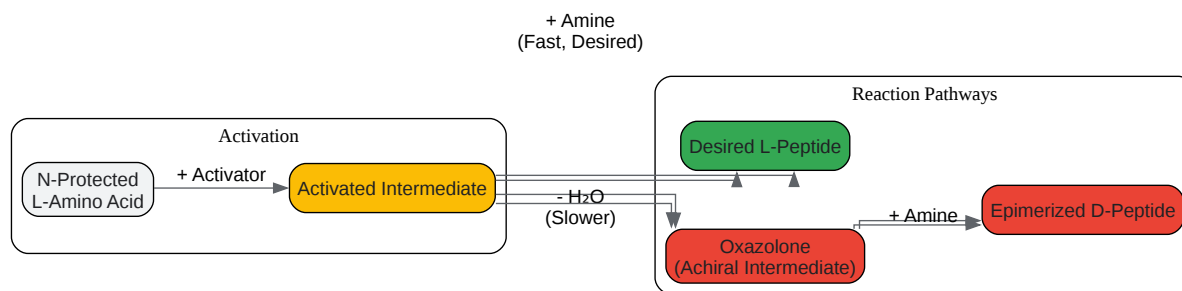 + Amine
(Fast, Desired)
Activation
N-Protected
L-Amino Acid
+ Activator
Activated Intermediate
- H₂O
(Slower)
Reaction Pathways
Desired L-Peptide
Oxazolone
(Achiral Intermediate)
+ Amine
Epimerized D-Peptide